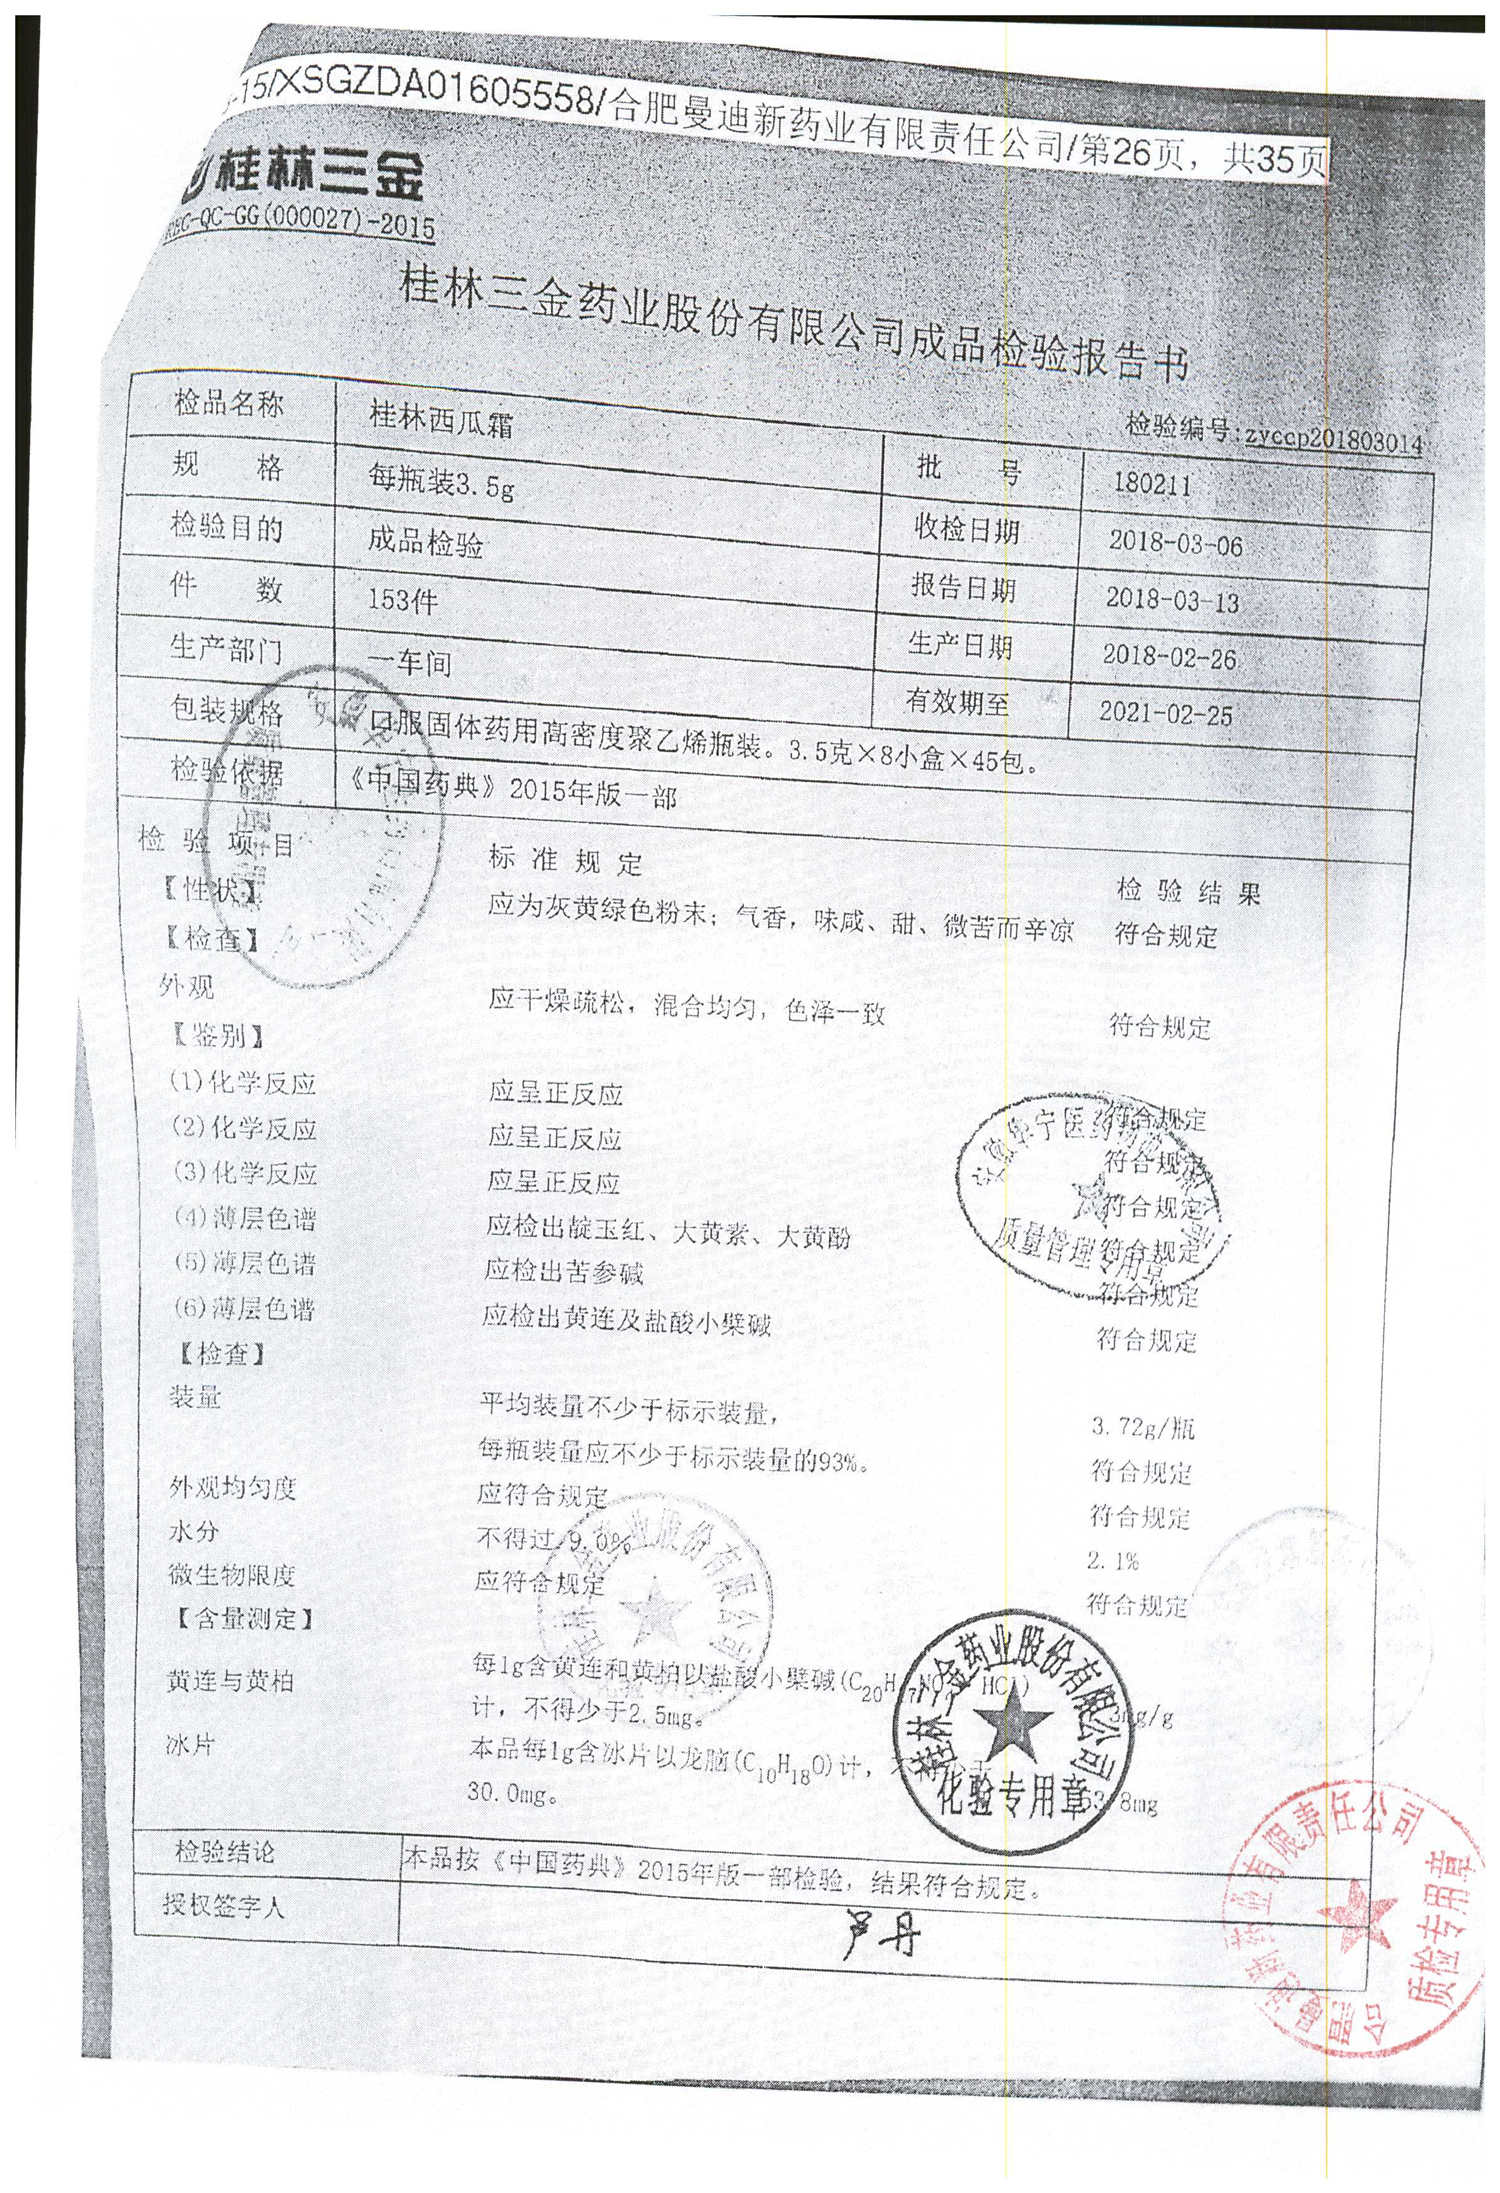 -15/XSGZDA01605558/合肥曼迪新药业有限责任公司/第26页，共35页
桂林三金
REC-QC-GG(000027)-2015
桂林三金药业股份有限公司成品检验报告书
检验编号:zyccp201803014
检品名称 桂林西瓜霜
规 格 每瓶装3.5g 批 号 180211
检验目的 成品检验 收检日期 2018-03-06
件 数 153件 报告日期 2018-03-13
生产部门 一车间 生产日期 2018-02-26
有效期至 2021-02-25
包装规格 口服固体药用高密度聚乙烯瓶装。3.5克×8小盒×45包。
检验依据 《中国药典》2015年版一部
检 验 项 目 标 准 规 定 检 验 结 果
【性状】 应为灰黄绿色粉末；气香，味咸、甜、微苦而辛凉 符合规定
【检查】
外观 应干燥疏松，混合均匀，色泽一致 符合规定
【鉴别】
(1)化学反应 应呈正反应 符合规定
(2)化学反应 应呈正反应 符合规定
(3)化学反应 应呈正反应 符合规定
(4)薄层色谱 应检出靛玉红、大黄素、大黄酚 符合规定
(5)薄层色谱 应检出苦参碱 符合规定
(6)薄层色谱 应检出黄连及盐酸小檗碱 符合规定
【检查】
装量 平均装量不少于标示装量， 3.72g/瓶
每瓶装量应不少于标示装量的93%。 符合规定
外观均匀度 应符合规定 符合规定
水分 不得过9.0% 2.1%
微生物限度 应符合规定 符合规定
【含量测定】
黄连与黄柏 每1g含黄连和黄柏以盐酸小檗碱(C20H17NO HCl)
计，不得少于2.5mg。 3mg/g
冰片 本品每1g含冰片以龙脑(C10H18O)计，
30.0mg。 8mg
检验结论 本品按《中国药典》2015年版一部检验，结果符合规定。
授权签字人 芦丹
安徽阜宁医药
质量管理专用章
业股份有限公司
桂林三金药业股份有限公司
化验专用章
合肥曼迪新药业有限责任公司
质检专用章